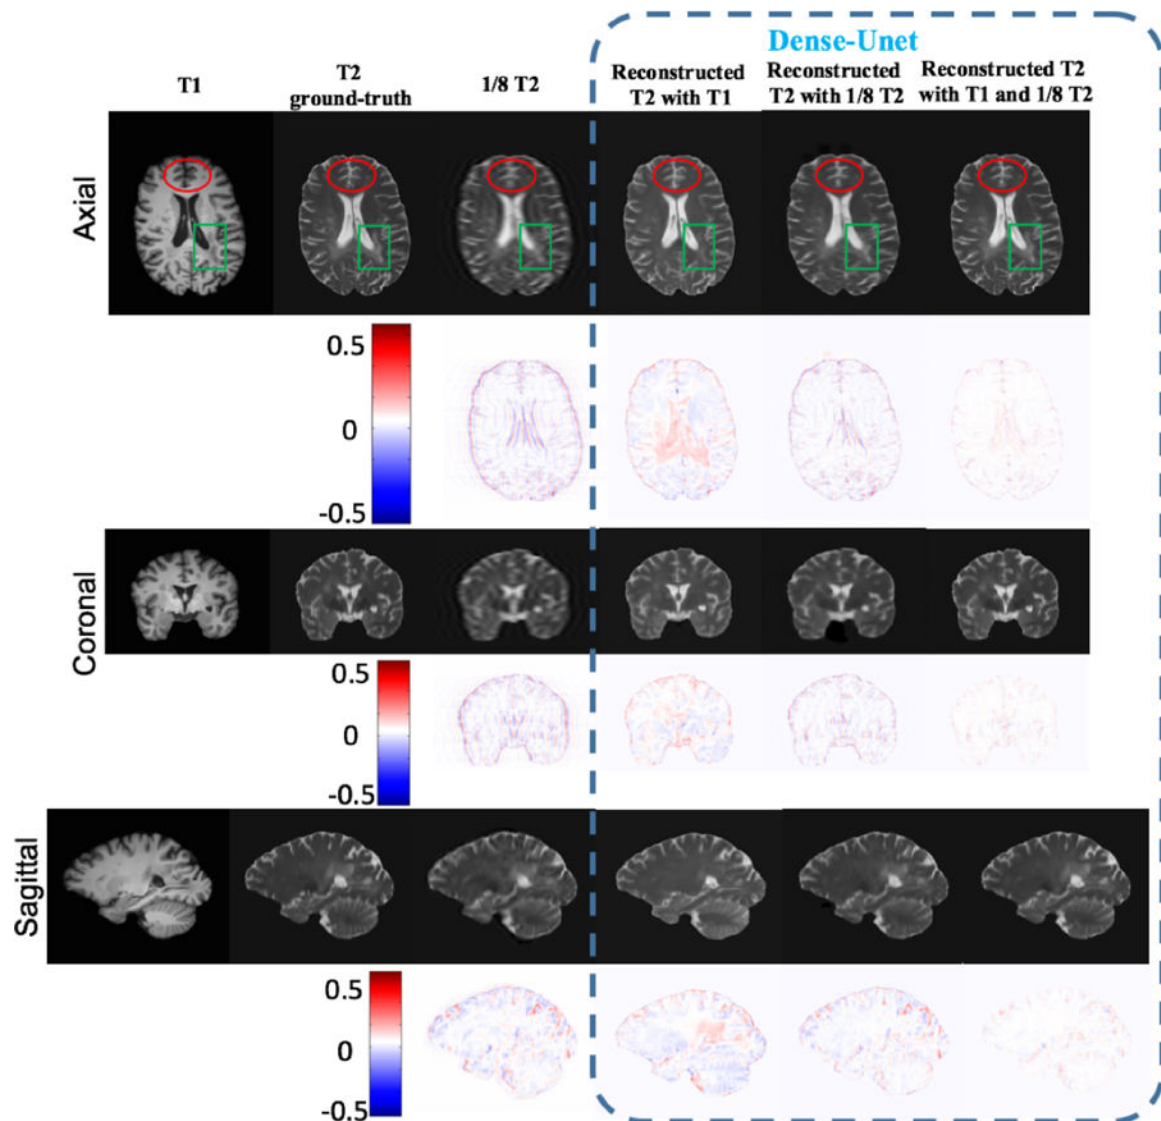 Dense-Unet
T1
T2
ground-truth
1/8 T2
Reconstructed
T2 with T1
Reconstructed
T2 with 1/8 T2
Reconstructed T2
with T1 and 1/8 T2
Axial
0.5
0
-0.5
Coronal
0.5
0
-0.5
Sagittal
0.5
0
-0.5